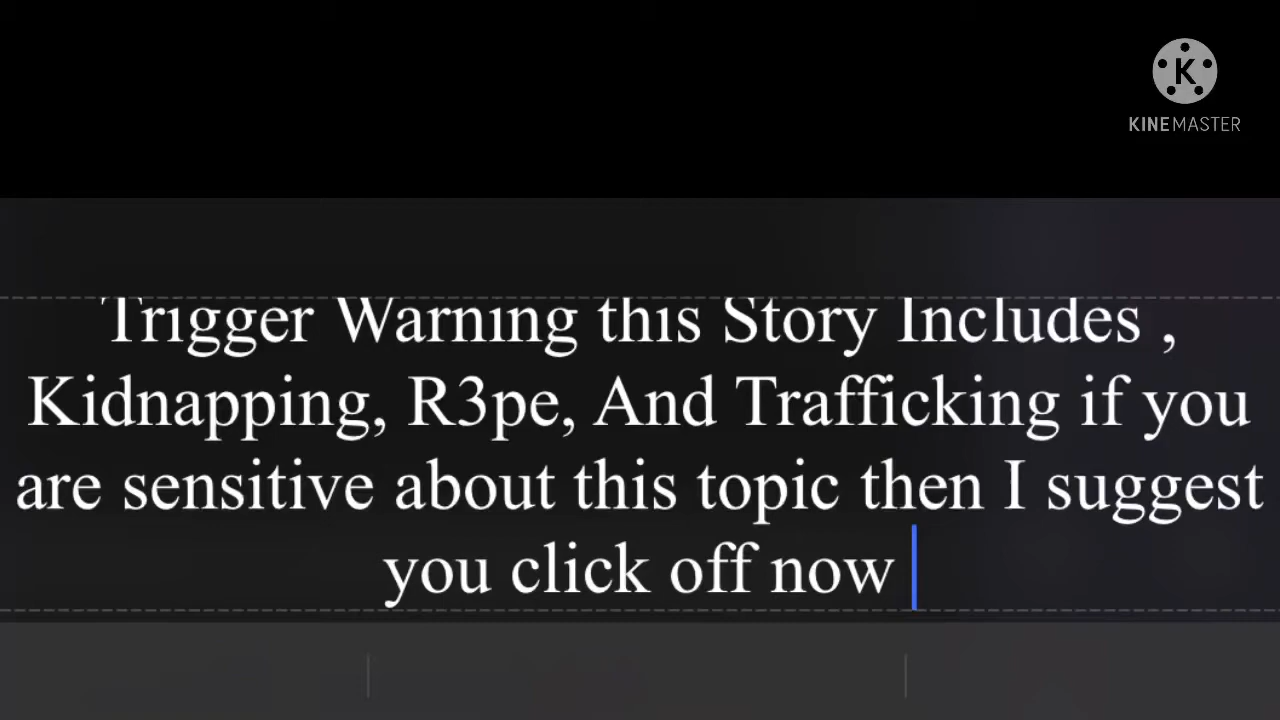 K
KINEMASTER
Trigger Warning this Story Includes ,
Kidnapping, R3pe, And Trafficking if you
are sensitive about this topic then I suggest
you click off now